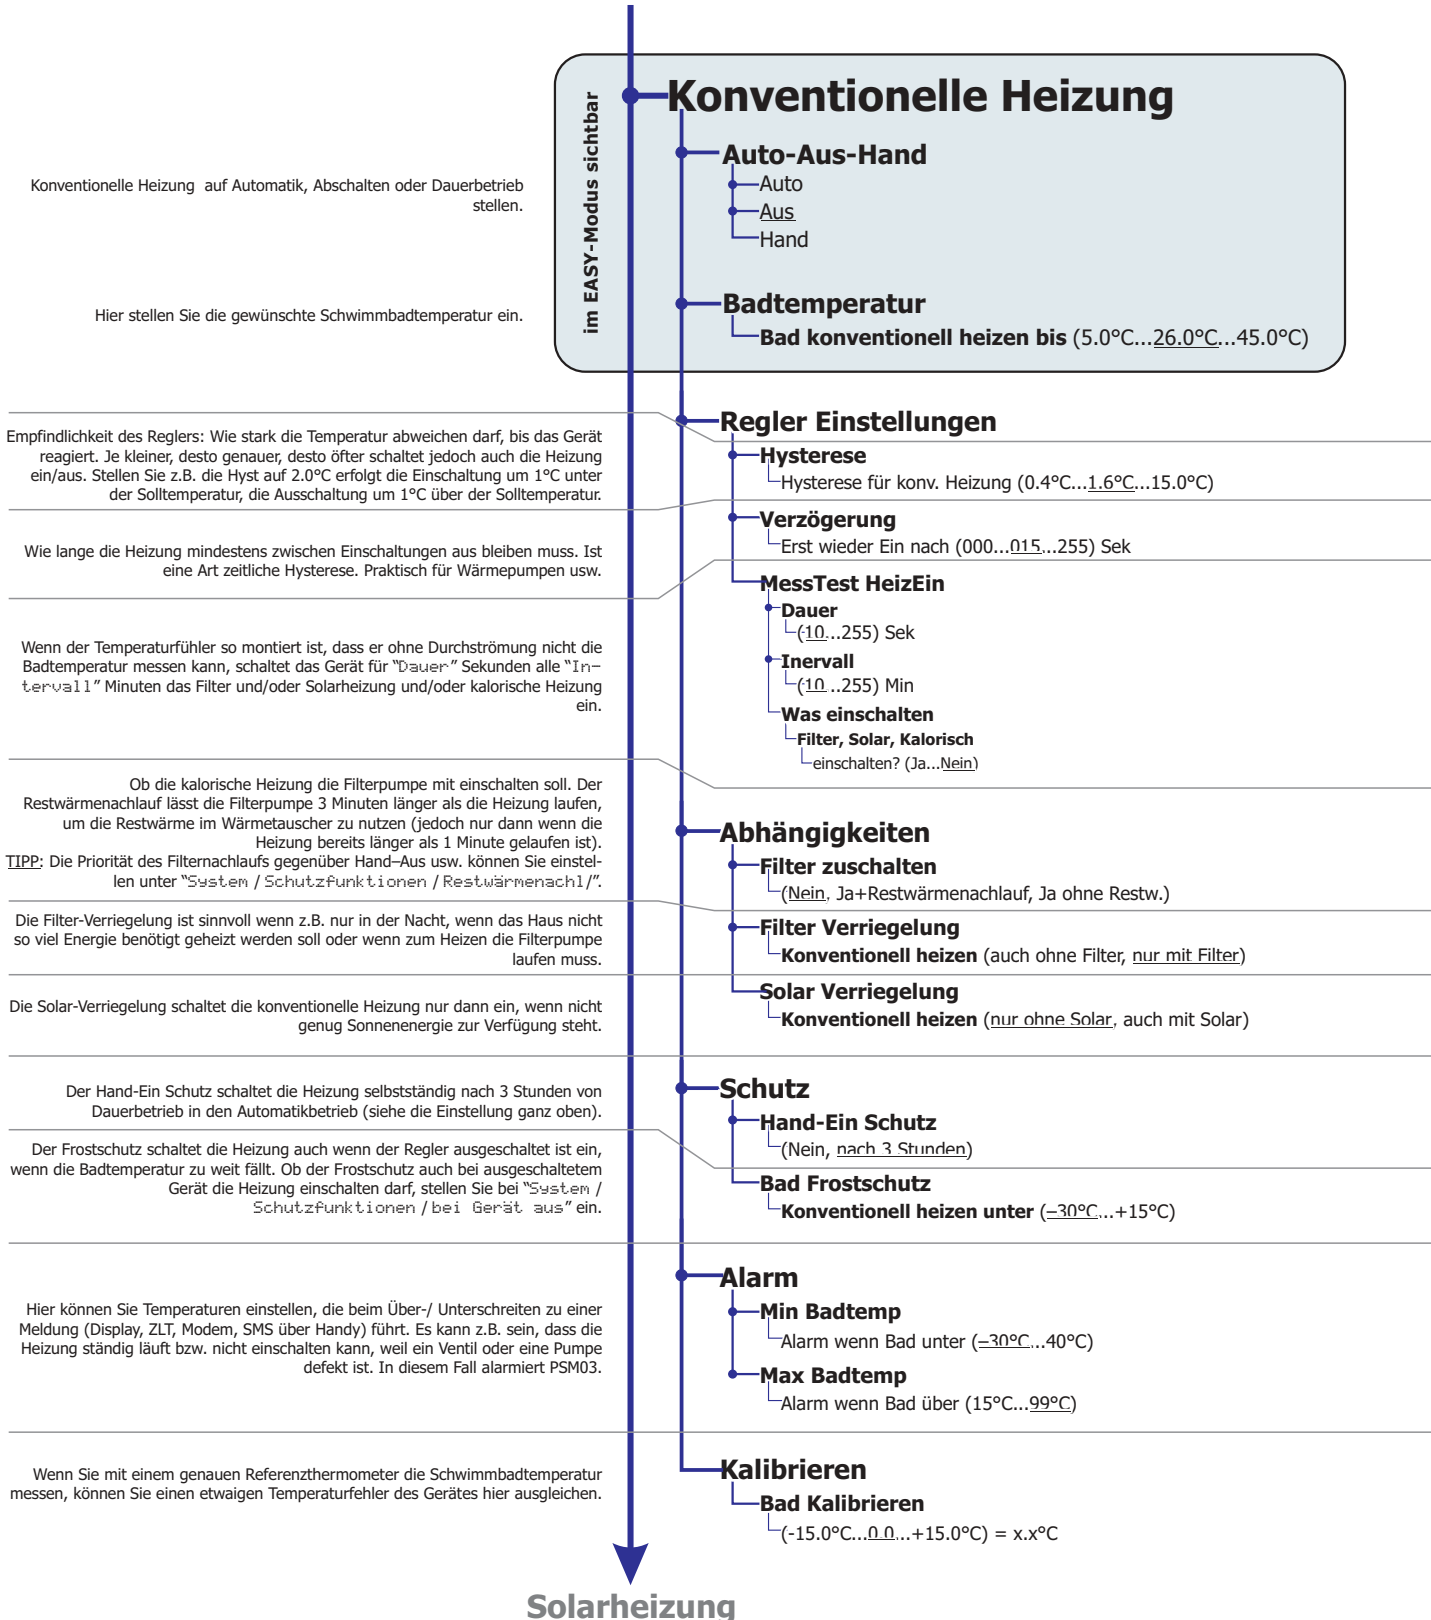 im EASY-Modus sichtbar
Konventionelle Heizung
Auto-Aus-Hand
Konventionelle Heizung  auf Automatik, Abschalten oder Dauerbetrieb
stellen.
Auto
Aus
Hand
Badtemperatur
Hier stellen Sie die gewünschte Schwimmbadtemperatur ein.
Bad konventionell heizen bis (5.0°C...26.0°C...45.0°C)
Regler Einstellungen
Empfindlichkeit des Reglers: Wie stark die Temperatur abweichen darf, bis das Gerät
reagiert. Je kleiner, desto genauer, desto öfter schaltet jedoch auch die Heizung
ein/aus. Stellen Sie z.B. die Hyst auf 2.0°C erfolgt die Einschaltung um 1°C unter
der Solltemperatur, die Ausschaltung um 1°C über der Solltemperatur.
Hysterese
Hysterese für konv. Heizung (0.4°C...1.6°C...15.0°C)
Verzögerung
Erst wieder Ein nach (000...015...255) Sek
Wie lange die Heizung mindestens zwischen Einschaltungen aus bleiben muss. Ist
eine Art zeitliche Hysterese. Praktisch für Wärmepumpen usw.
MessTest HeizEin
Dauer
(10...255) Sek
Inervall
(10...255) Min
Was einschalten
Filter, Solar, Kalorisch
einschalten? (Ja...Nein)
Wenn der Temperaturfühler so montiert ist, dass er ohne Durchströmung nicht die
Badtemperatur messen kann, schaltet das Gerät für “Dauer” Sekunden alle “In–
tervall” Minuten das Filter und/oder Solarheizung und/oder kalorische Heizung
ein.
Ob die kalorische Heizung die Filterpumpe mit einschalten soll. Der
Restwärmenachlauf lässt die Filterpumpe 3 Minuten länger als die Heizung laufen,
um die Restwärme im Wärmetauscher zu nutzen (jedoch nur dann wenn die
Heizung bereits länger als 1 Minute gelaufen ist).
TIPP: Die Priorität des Filternachlaufs gegenüber Hand–Aus usw. können Sie einstel-
len unter “System / Schutzfunktionen / Restwärmenachl/”.
Abhängigkeiten
Filter zuschalten
(Nein, Ja+Restwärmenachlauf, Ja ohne Restw.)
Die Filter-Verriegelung ist sinnvoll wenn z.B. nur in der Nacht, wenn das Haus nicht
so viel Energie benötigt geheizt werden soll oder wenn zum Heizen die Filterpumpe
laufen muss.
Filter Verriegelung
Konventionell heizen (auch ohne Filter, nur mit Filter)
Die Solar-Verriegelung schaltet die konventionelle Heizung nur dann ein, wenn nicht
genug Sonnenenergie zur Verfügung steht.
Solar Verriegelung
Konventionell heizen (nur ohne Solar, auch mit Solar)
Schutz
Der Hand-Ein Schutz schaltet die Heizung selbstständig nach 3 Stunden von
Dauerbetrieb in den Automatikbetrieb (siehe die Einstellung ganz oben).
Hand-Ein Schutz
(Nein, nach 3 Stunden)
Der Frostschutz schaltet die Heizung auch wenn der Regler ausgeschaltet ist ein,
wenn die Badtemperatur zu weit fällt. Ob der Frostschutz auch bei ausgeschaltetem
Gerät die Heizung einschalten darf, stellen Sie bei “System /
Schutzfunktionen / bei Gerät aus” ein.
Bad Frostschutz
Konventionell heizen unter (–30°C...+15°C)
Alarm
Hier können Sie Temperaturen einstellen, die beim Über-/ Unterschreiten zu einer
Meldung (Display, ZLT, Modem, SMS über Handy) führt. Es kann z.B. sein, dass die
Heizung ständig läuft bzw. nicht einschalten kann, weil ein Ventil oder eine Pumpe
defekt ist. In diesem Fall alarmiert PSM03.
Min Badtemp
Alarm wenn Bad unter (–30°C...40°C)
Max Badtemp
Alarm wenn Bad über (15°C...99°C)
Kalibrieren
Wenn Sie mit einem genauen Referenzthermometer die Schwimmbadtemperatur
messen, können Sie einen etwaigen Temperaturfehler des Gerätes hier ausgleichen.
Bad Kalibrieren
(-15.0°C...0.0...+15.0°C) = x.x°C
Solarheizung